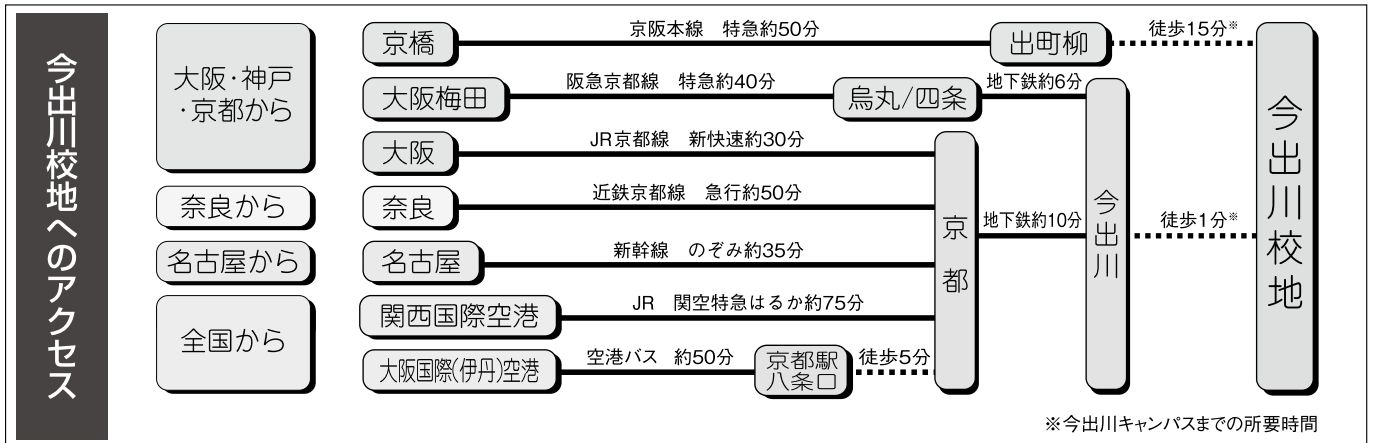 今出川校地へのアクセス
大阪・神戸
・京都から
京橋
京阪本線　特急約50分
出町柳
徒歩15分※
大阪梅田
阪急京都線　特急約40分
烏丸/四条
地下鉄約6分
大阪
JR京都線　新快速約30分
奈良から
奈良
近鉄京都線　急行約50分
名古屋から
名古屋
新幹線　のぞみ約35分
全国から
関西国際空港
JR　関空特急はるか約75分
大阪国際(伊丹)空港
空港バス　約50分
京都駅
八条口
徒歩5分
京都
地下鉄約10分
今出川
徒歩1分※
今出川校地
※今出川キャンパスまでの所要時間